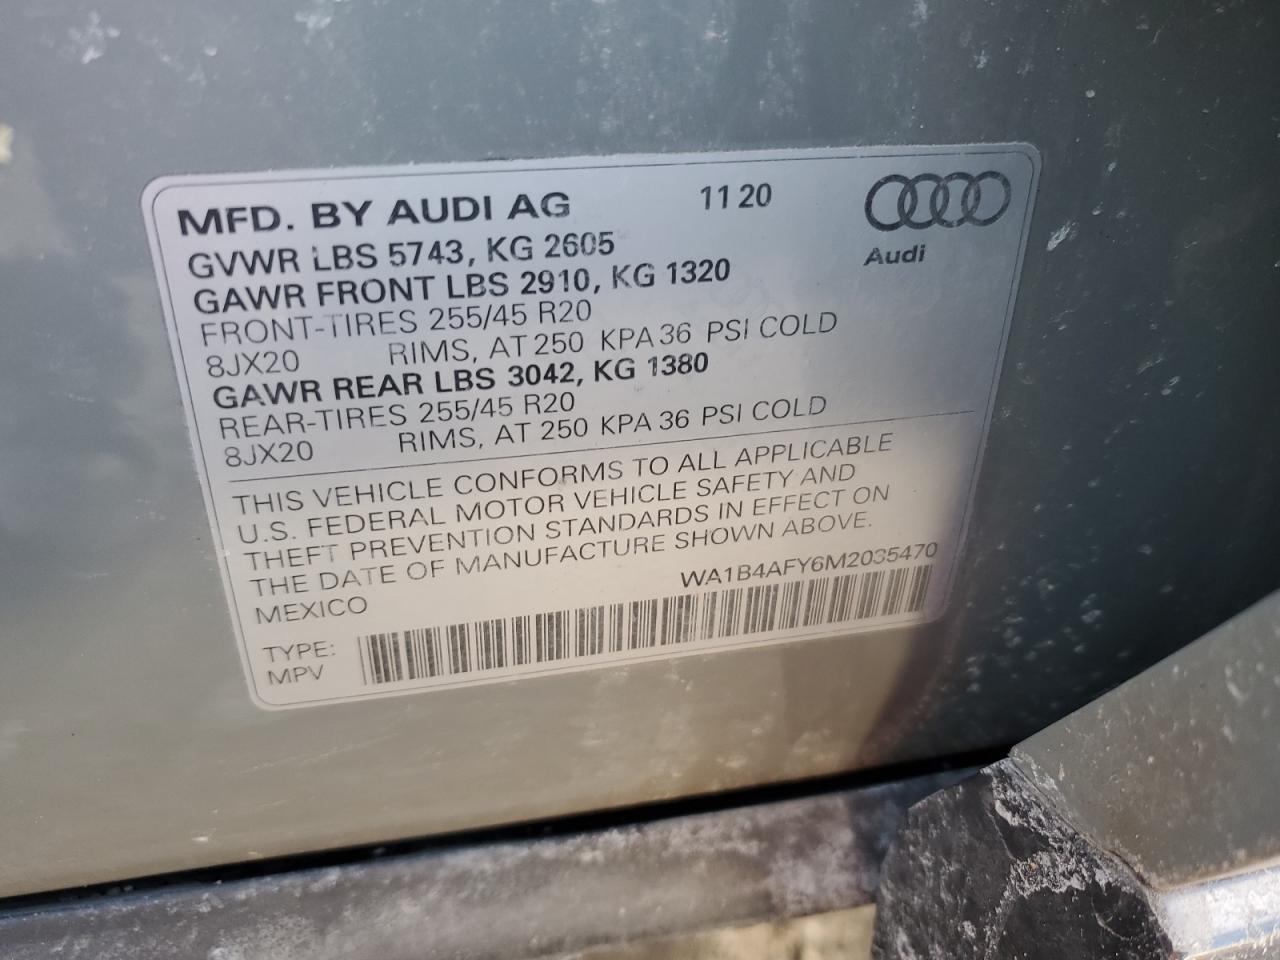 MFD. BY AUDI AG 11 20
Audi
GVWR LBS 5743, KG 2605
GAWR FRONT LBS 2910, KG 1320
FRONT-TIRES 255/45 R20
8JX20 RIMS, AT 250 KPA 36 PSI COLD
GAWR REAR LBS 3042, KG 1380
REAR-TIRES 255/45 R20
8JX20 RIMS, AT 250 KPA 36 PSI COLD
THIS VEHICLE CONFORMS TO ALL APPLICABLE
U.S. FEDERAL MOTOR VEHICLE SAFETY AND
THEFT PREVENTION STANDARDS IN EFFECT ON
THE DATE OF MANUFACTURE SHOWN ABOVE.
MEXICO
WA1B4AFY6M2035470
TYPE:
MPV